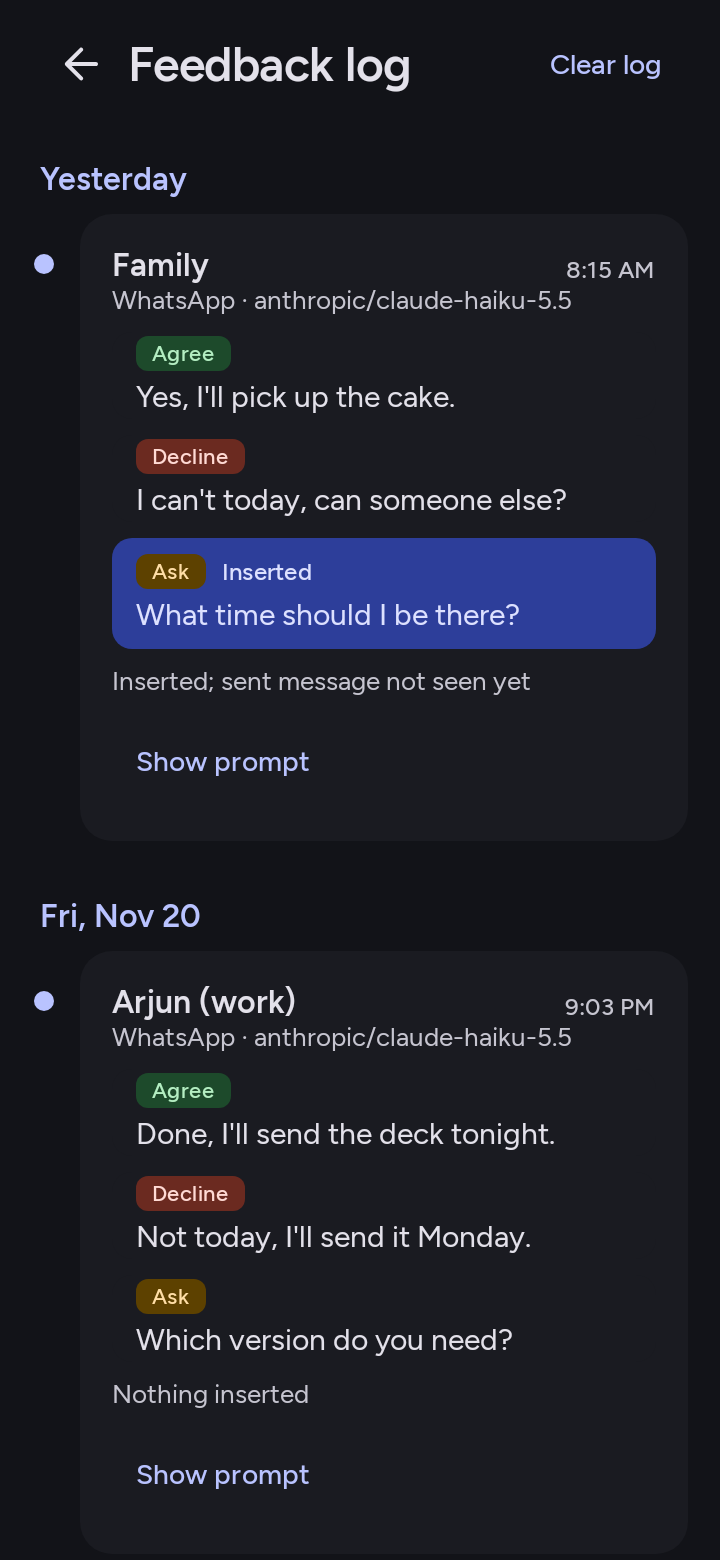 Feedback log
Clear log
Yesterday
Family
8:15 AM
WhatsApp · anthropic/claude-haiku-5.5
Agree
Yes, I'll pick up the cake.
Decline
I can't today, can someone else?
Ask Inserted
What time should I be there?
Inserted; sent message not seen yet
Show prompt
Fri, Nov 20
Arjun (work)
9:03 PM
WhatsApp · anthropic/claude-haiku-5.5
Agree
Done, I'll send the deck tonight.
Decline
Not today, I'll send it Monday.
Ask
Which version do you need?
Nothing inserted
Show prompt